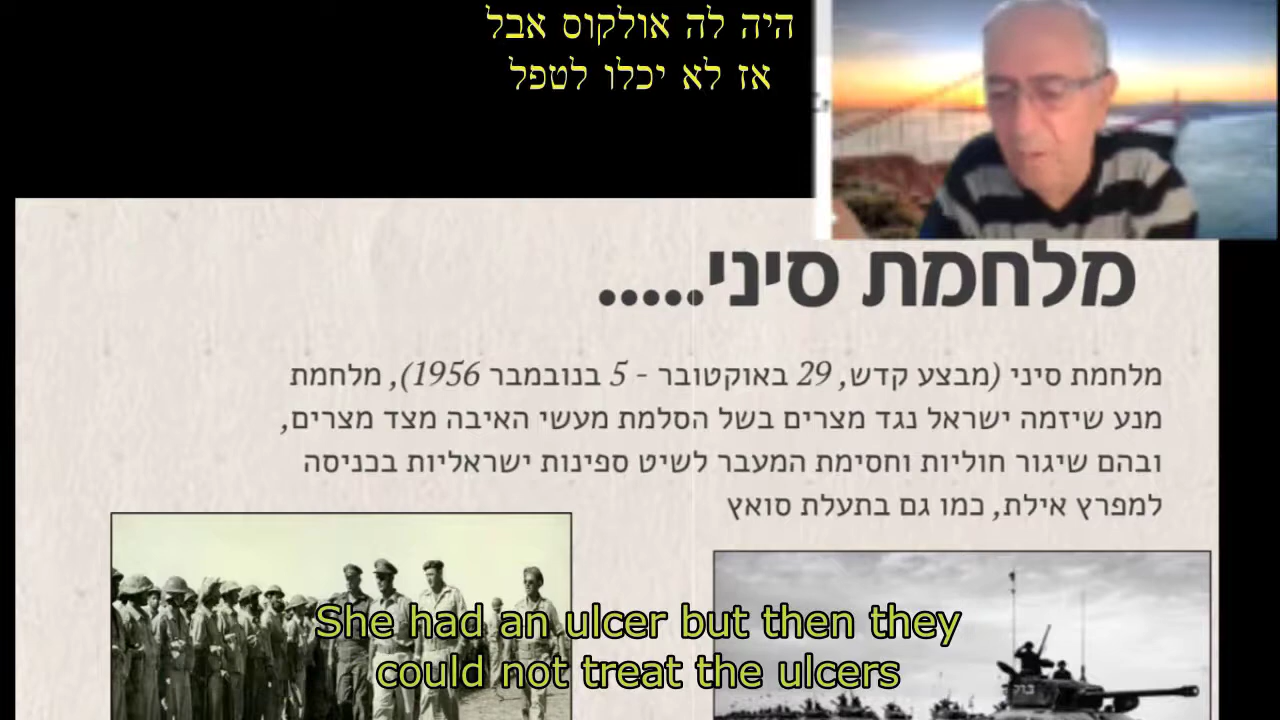 היה לה אולקוס אבל
אז לא יכלו לטפל
מלחמת סיני.....
מלחמת סיני (מבצע קדש, 29 באוקטובר - 5 בנובמבר 1956), מלחמת
מנע שיזמה ישראל נגד מצרים בשל הסלמת מעשי האיבה מצד מצרים,
ובהם שיגור חוליות וחסימת המעבר לשיט ספינות ישראליות בכניסה
למפרץ אילת, כמו גם בתעלת סואץ
She had an ulcer but then they
could not treat the ulcers